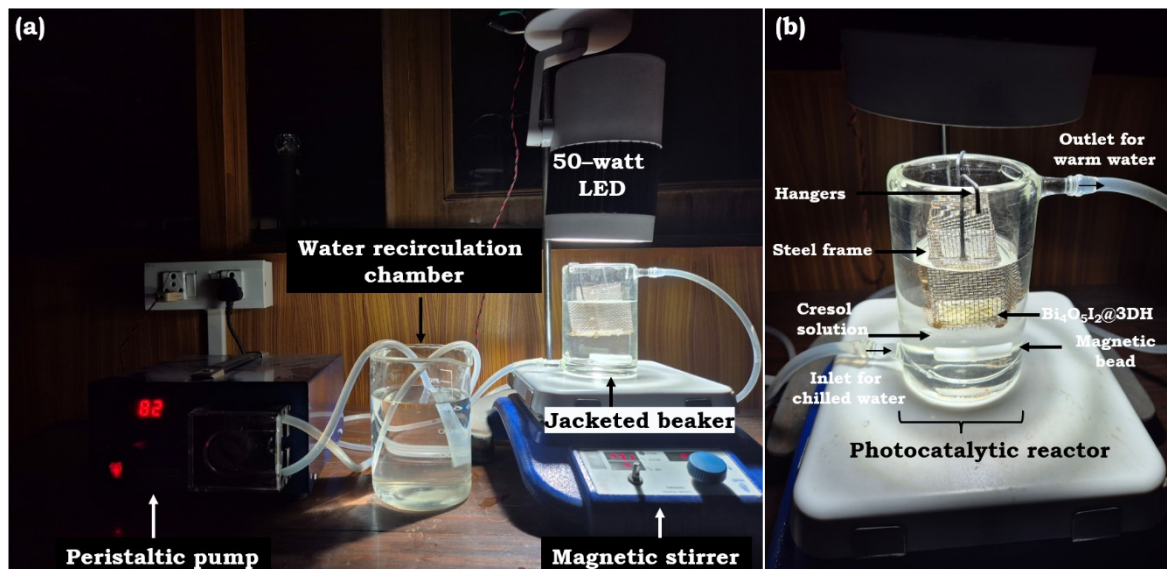 (a)
50–watt
LED
Water recirculation
chamber
82
Jacketed beaker
Peristaltic pump
Magnetic stirrer
(b)
Outlet for
warm water
Hangers
Steel frame
Cresol
solution
Bi₄O₅I₂@3DH
Magnetic
bead
Inlet for
chilled water
Photocatalytic reactor